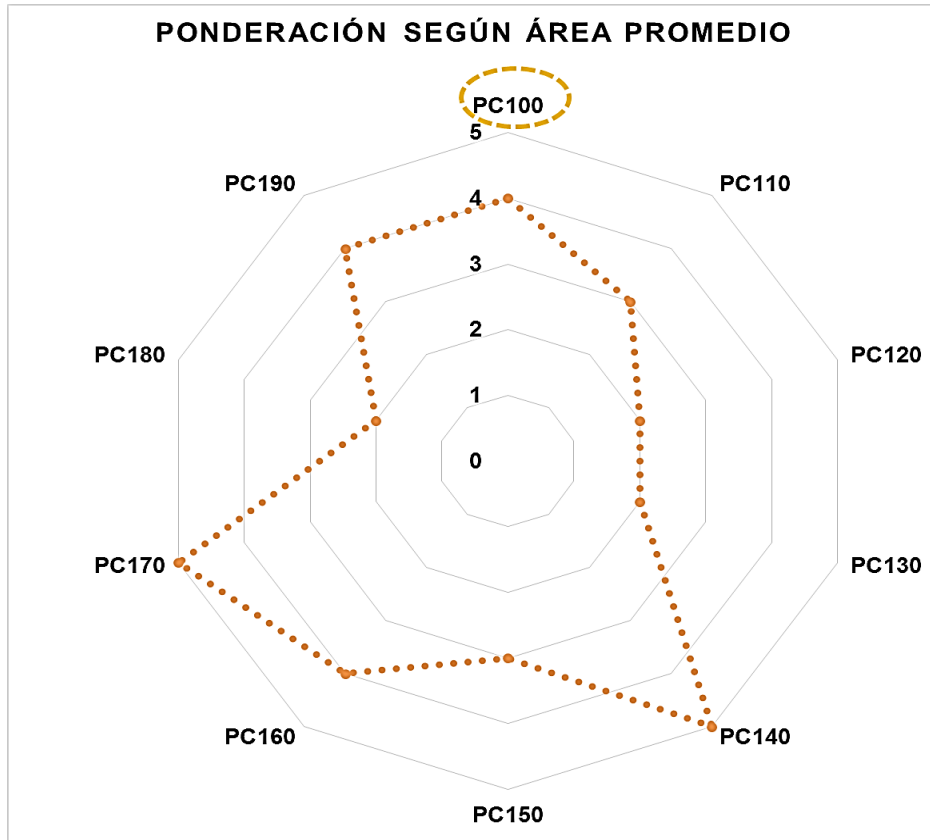 PONDERACIÓN SEGÚN ÁREA PROMEDIO
PC100
5
PC190
PC110
4
3
2
PC180
PC120
1
0
PC170
PC130
PC160
PC140
PC150